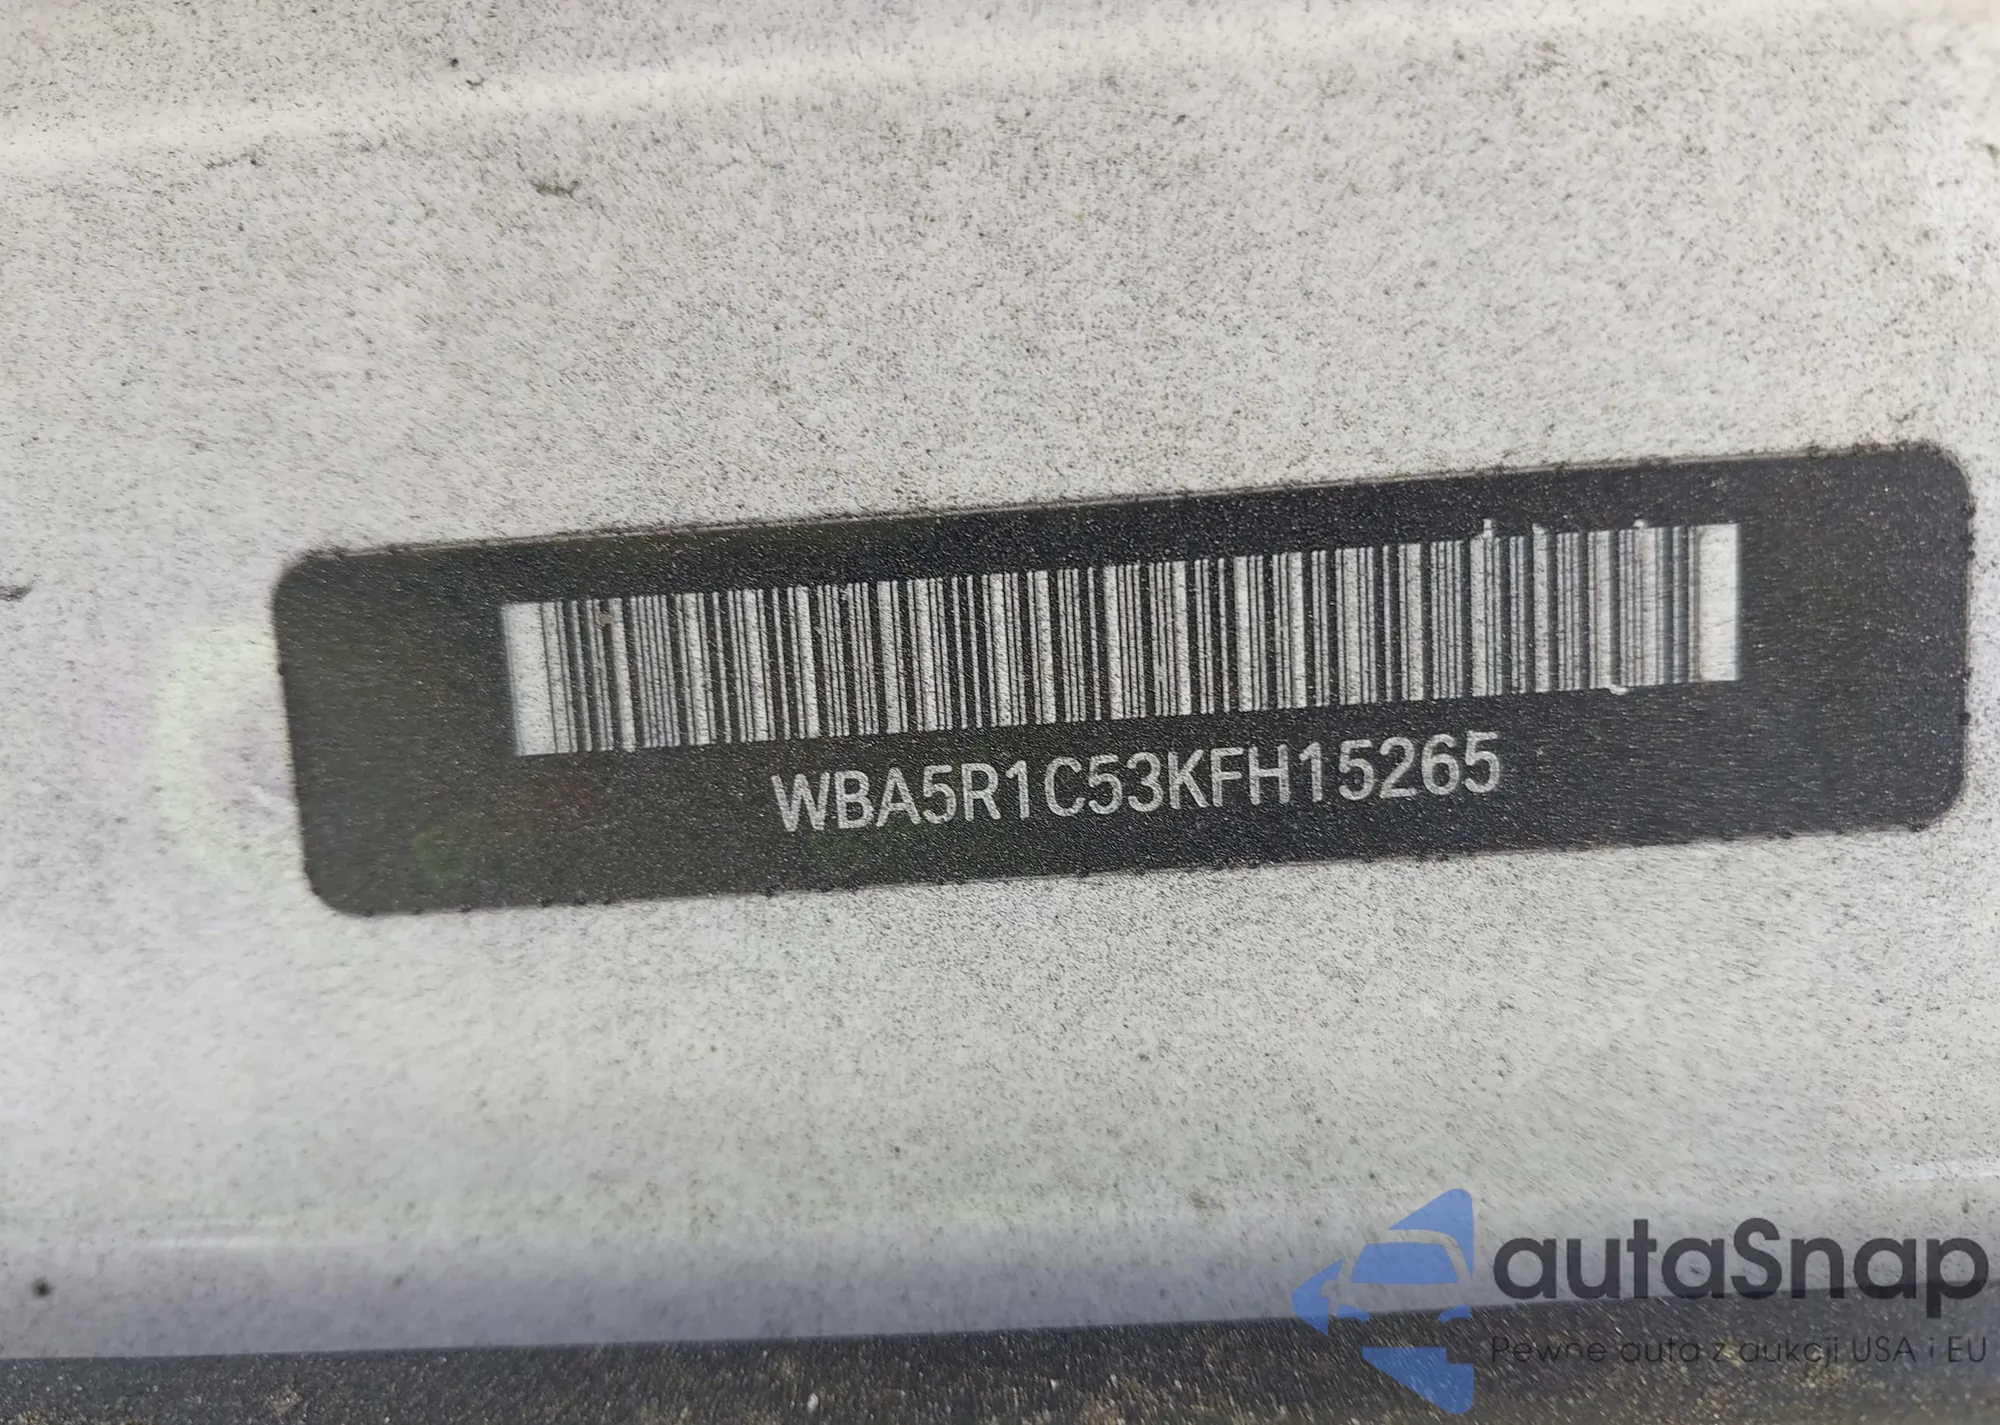 WBA5R1C53KFH15265
autaSnap
Pewne auta z aukcji USA i EU